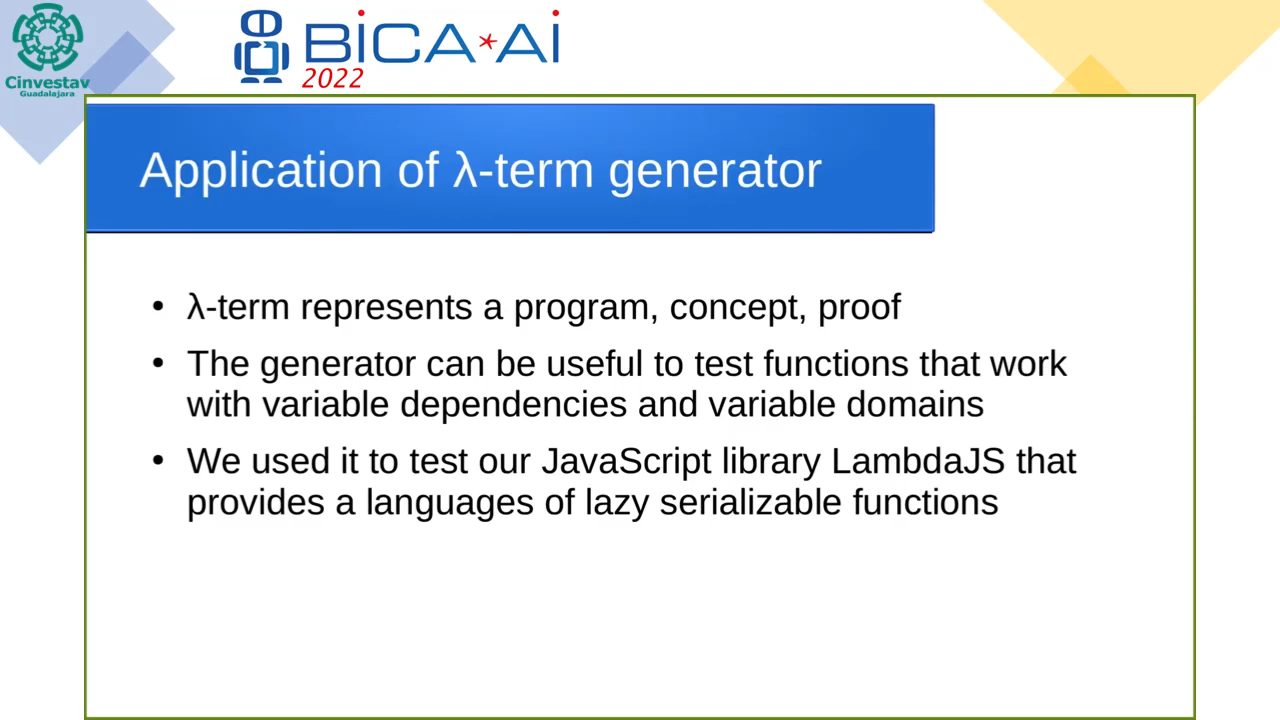 Cinvestav
Guadalajara
BiCA*Ai
2022
Application of λ-term generator
• λ-term represents a program, concept, proof
• The generator can be useful to test functions that work
with variable dependencies and variable domains
• We used it to test our JavaScript library LambdaJS that
provides a languages of lazy serializable functions